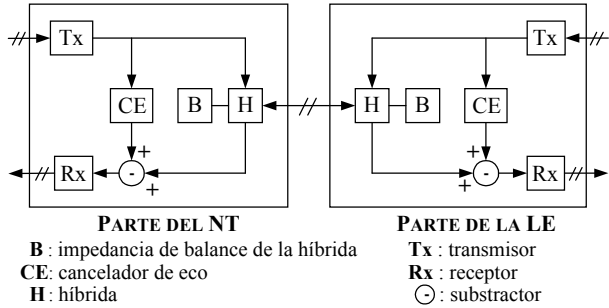 Tx
Tx
CE
B
H
H
B
CE
+
+
Rx
-
+
+
-
Rx
PARTE DEL NT
PARTE DE LA LE
B : impedancia de balance de la híbrida
Tx : transmisor
CE: cancelador de eco
Rx : receptor
H : híbrida
- : substractor